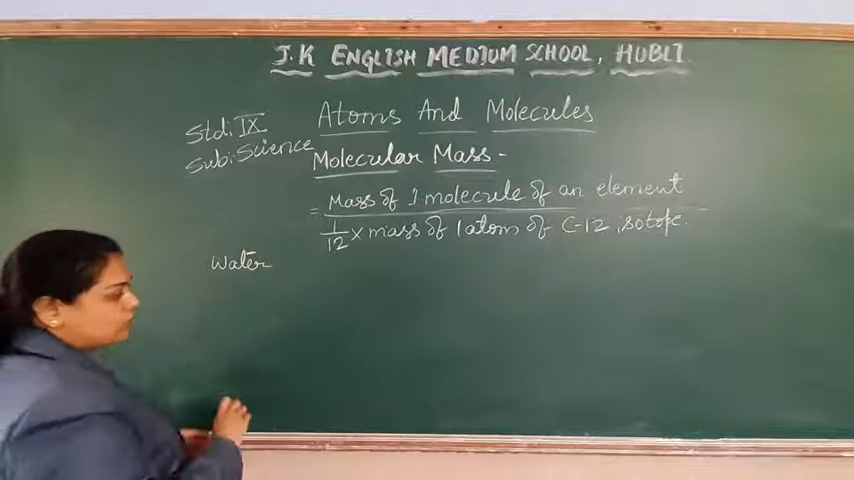 J.K ENGLISH MEDIUM SCHOOL, HUBLI
Std: IX
Sub: Science
Atoms And Molecules
Molecular Mass -
= Mass of 1 molecule of an element
1/12 x mass of 1 atom of C-12 isotope.
Water